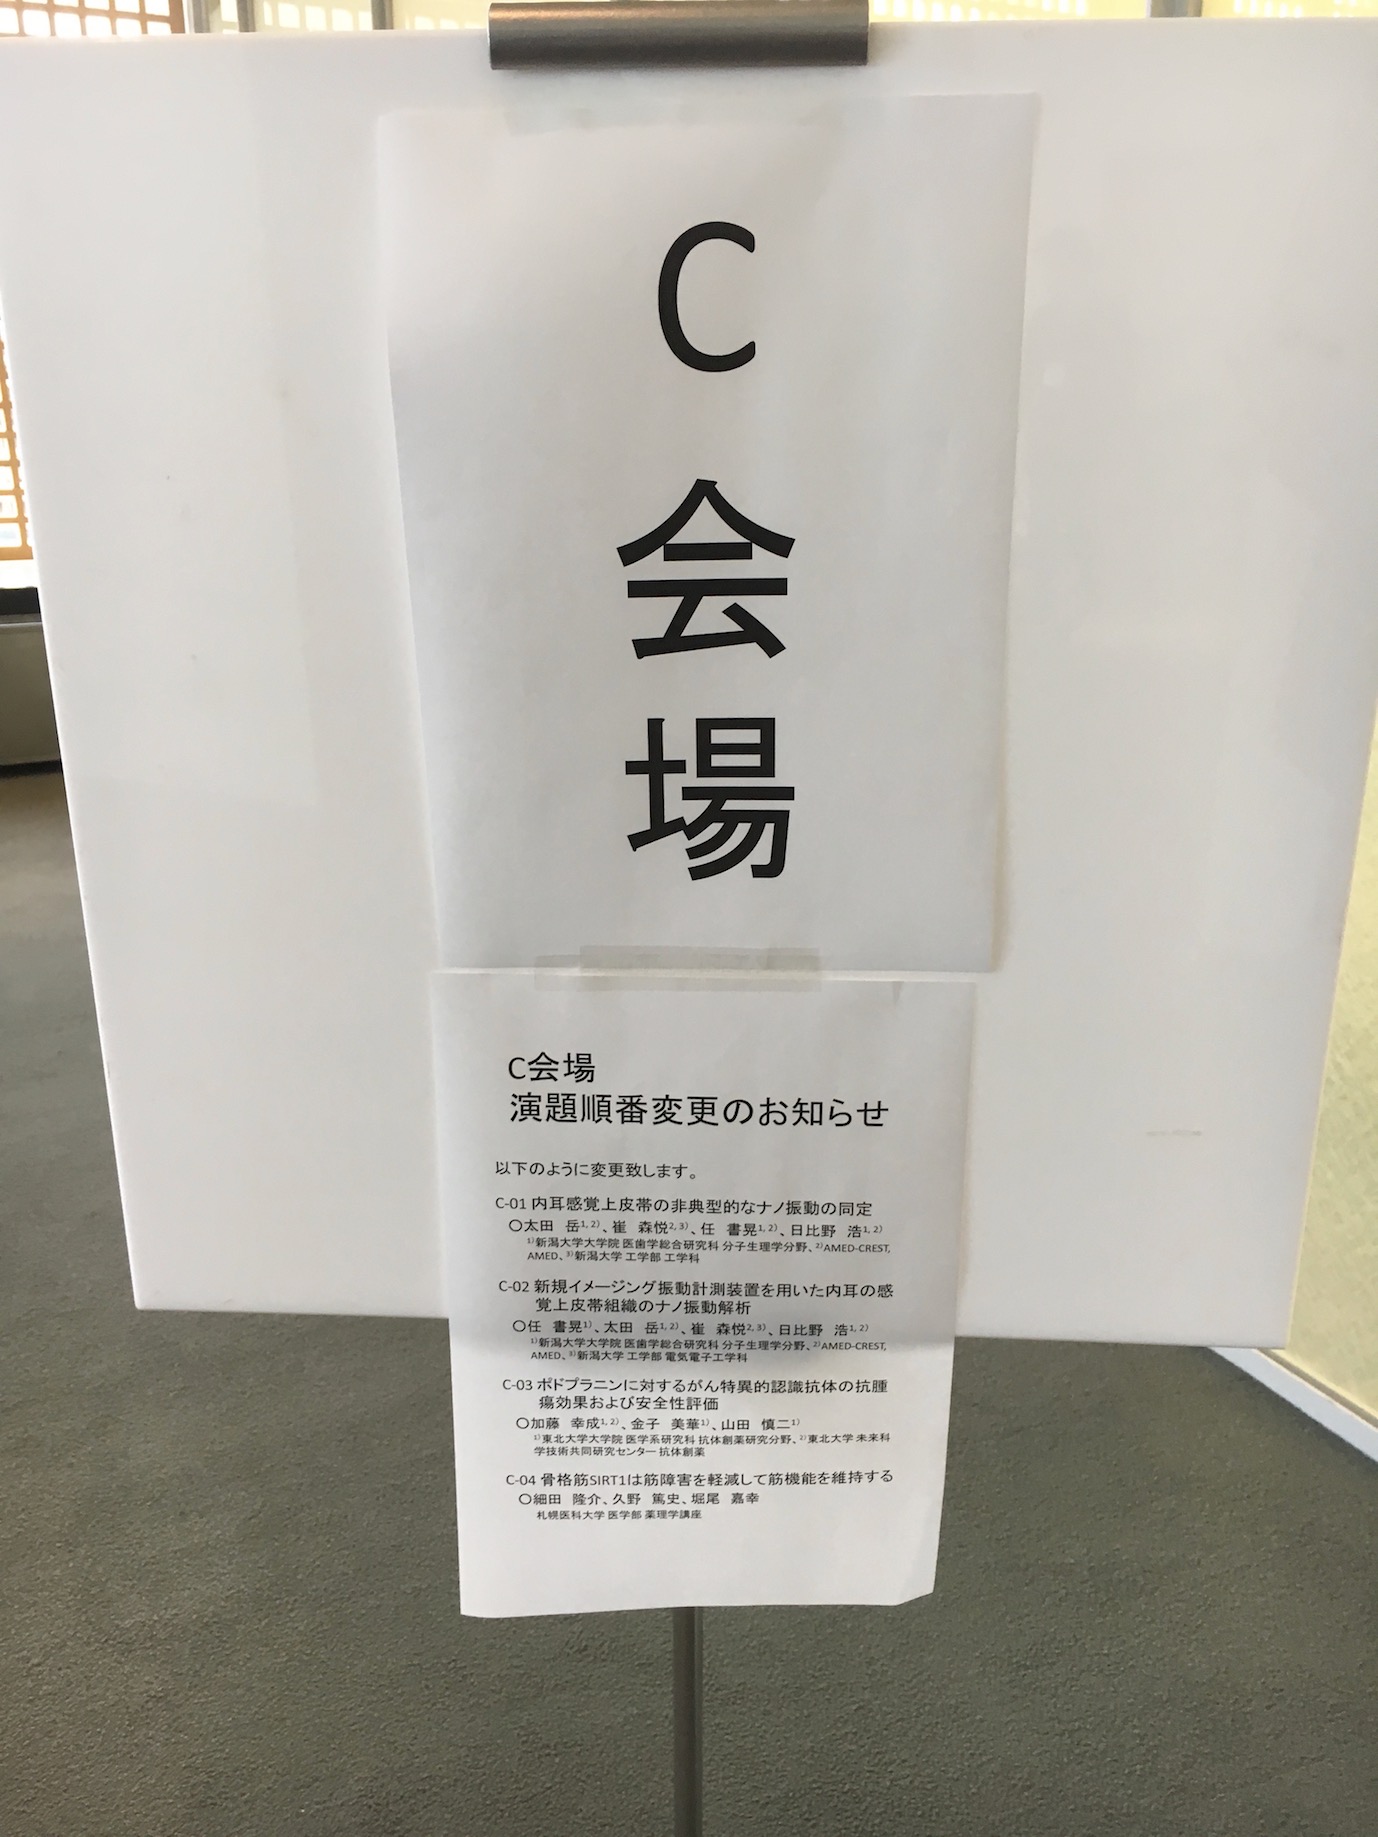 C
会
場
C会場
演題順番変更のお知らせ
以下のように変更致します。
C-01 内耳感覚上皮帯の非典型的なナノ振動の同定
〇太田 岳1, 2)、崔 森悦2, 3)、任 書晃1, 2)、日比野 浩1, 2)
1)新潟大学大学院 医歯学総合研究科 分子生理学分野、2)AMED-CREST,
AMED、3)新潟大学 工学部 工学科
C-02 新規イメージング振動計測装置を用いた内耳の感
覚上皮帯組織のナノ振動解析
〇任 書晃1)、太田 岳1, 2)、崔 森悦2, 3)、日比野 浩1, 2)
1)新潟大学大学院 医歯学総合研究科 分子生理学分野、2)AMED-CREST,
AMED、3)新潟大学 工学部 電気電子工学科
C-03 ポドプラニンに対するがん特異的認識抗体の抗腫
瘍効果および安全性評価
〇加藤 幸成1, 2)、金子 美華1)、山田 慎二1)
1)東北大学大学院 医学系研究科 抗体創薬研究分野、2)東北大学 未来科
学技術共同研究センター 抗体創薬
C-04 骨格筋SIRT1は筋障害を軽減して筋機能を維持する
〇細田 隆介、久野 篤史、堀尾 嘉幸
札幌医科大学 医学部 薬理学講座